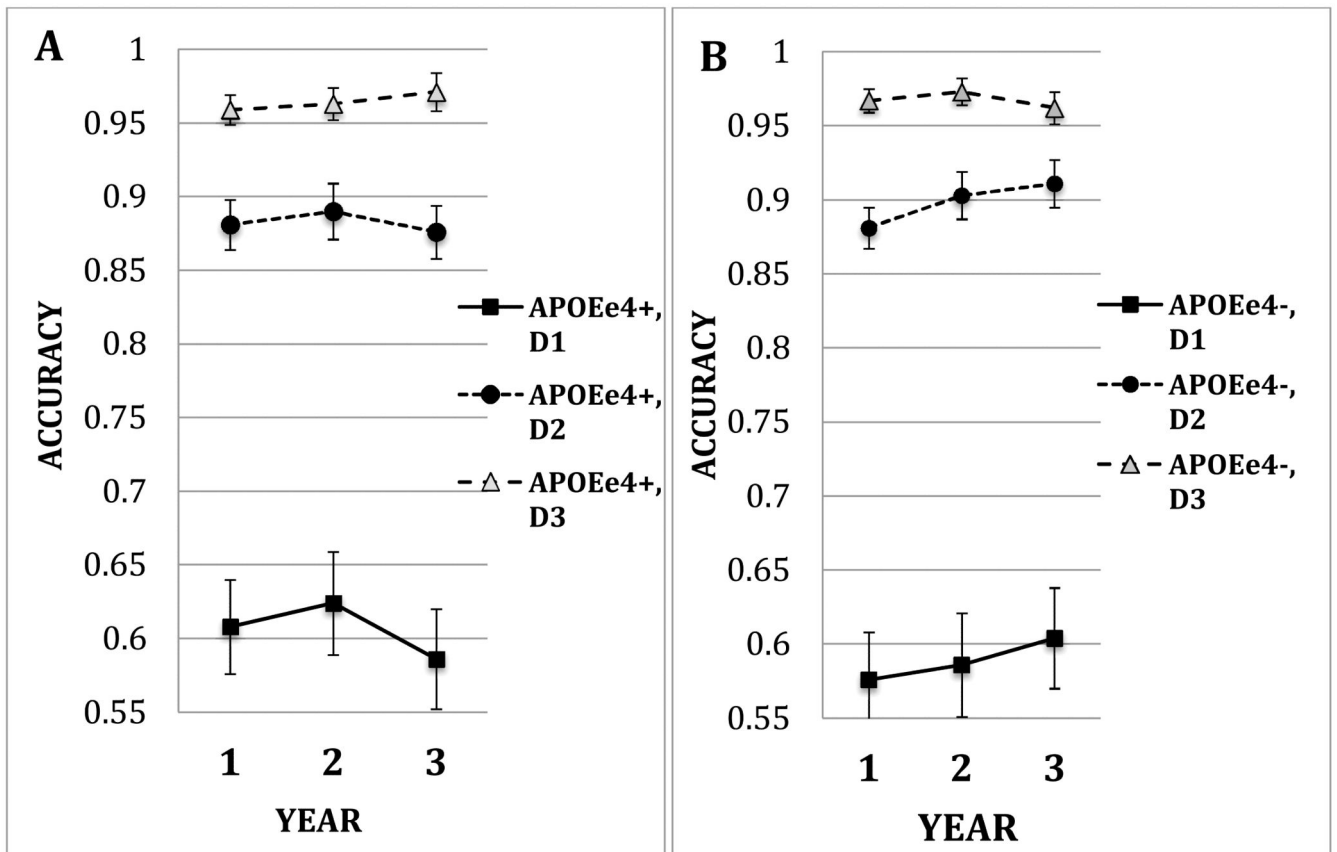 A
ACCURACY
1
0.95
0.9
0.85
0.8
0.75
0.7
0.65
0.6
0.55
1 2 3
YEAR
APOEe4+,
D1
APOEe4+,
D2
APOEe4+,
D3
B
ACCURACY
1
0.95
0.9
0.85
0.8
0.75
0.7
0.65
0.6
0.55
1 2 3
YEAR
APOEe4-,
D1
APOEe4-,
D2
APOEe4-,
D3